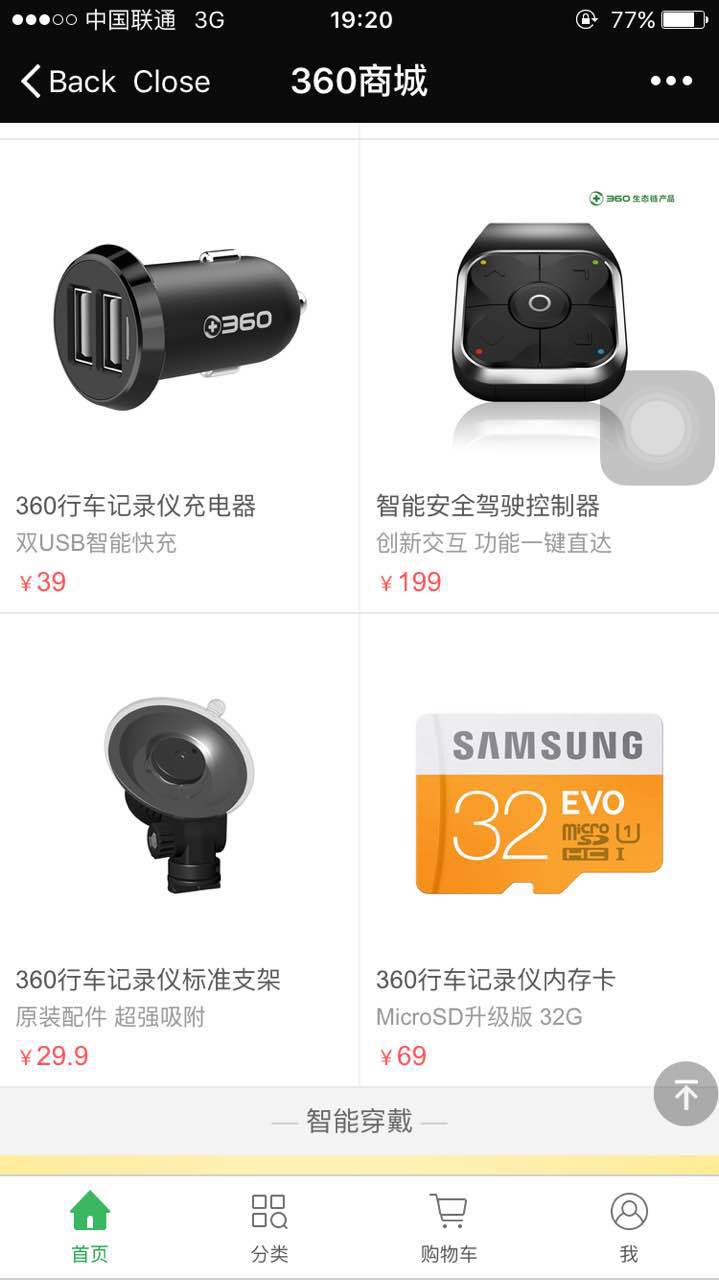 中国联通 3G 19:20 77%
Back Close 360商城
360生态链产品
360
360行车记录仪充电器
双USB智能快充
¥39
智能安全驾驶控制器
创新交互 功能一键直达
¥199
SAMSUNG
32 EVO
micro
SD
HC I
U1
360行车记录仪标准支架
原装配件 超强吸附
¥29.9
360行车记录仪内存卡
MicroSD升级版 32G
¥69
智能穿戴
首页 分类 购物车 我